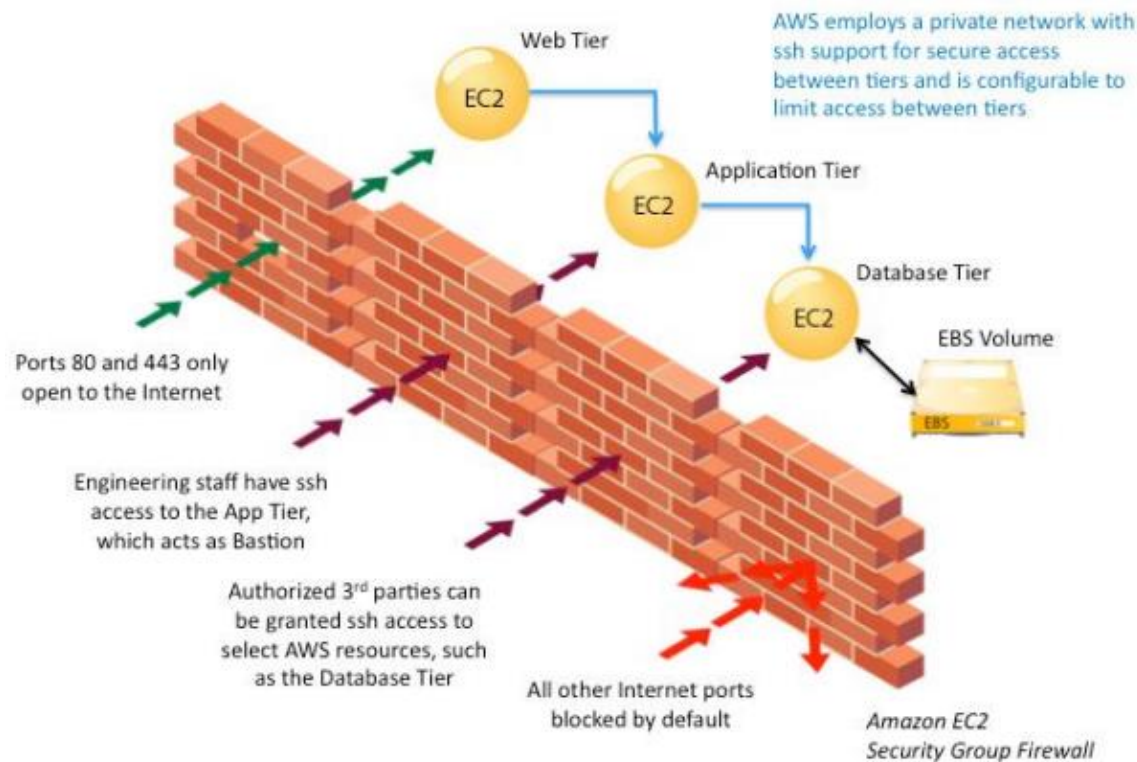 Web Tier
EC2
AWS employs a private network with
ssh support for secure access
between tiers and is configurable to
limit access between tiers
Application Tier
EC2
Database Tier
EC2
EBS Volume
EBS
Ports 80 and 443 only
open to the Internet
Engineering staff have ssh
access to the App Tier,
which acts as Bastion
Authorized 3rd parties can
be granted ssh access to
select AWS resources, such
as the Database Tier
All other Internet ports
blocked by default
Amazon EC2
Security Group Firewall